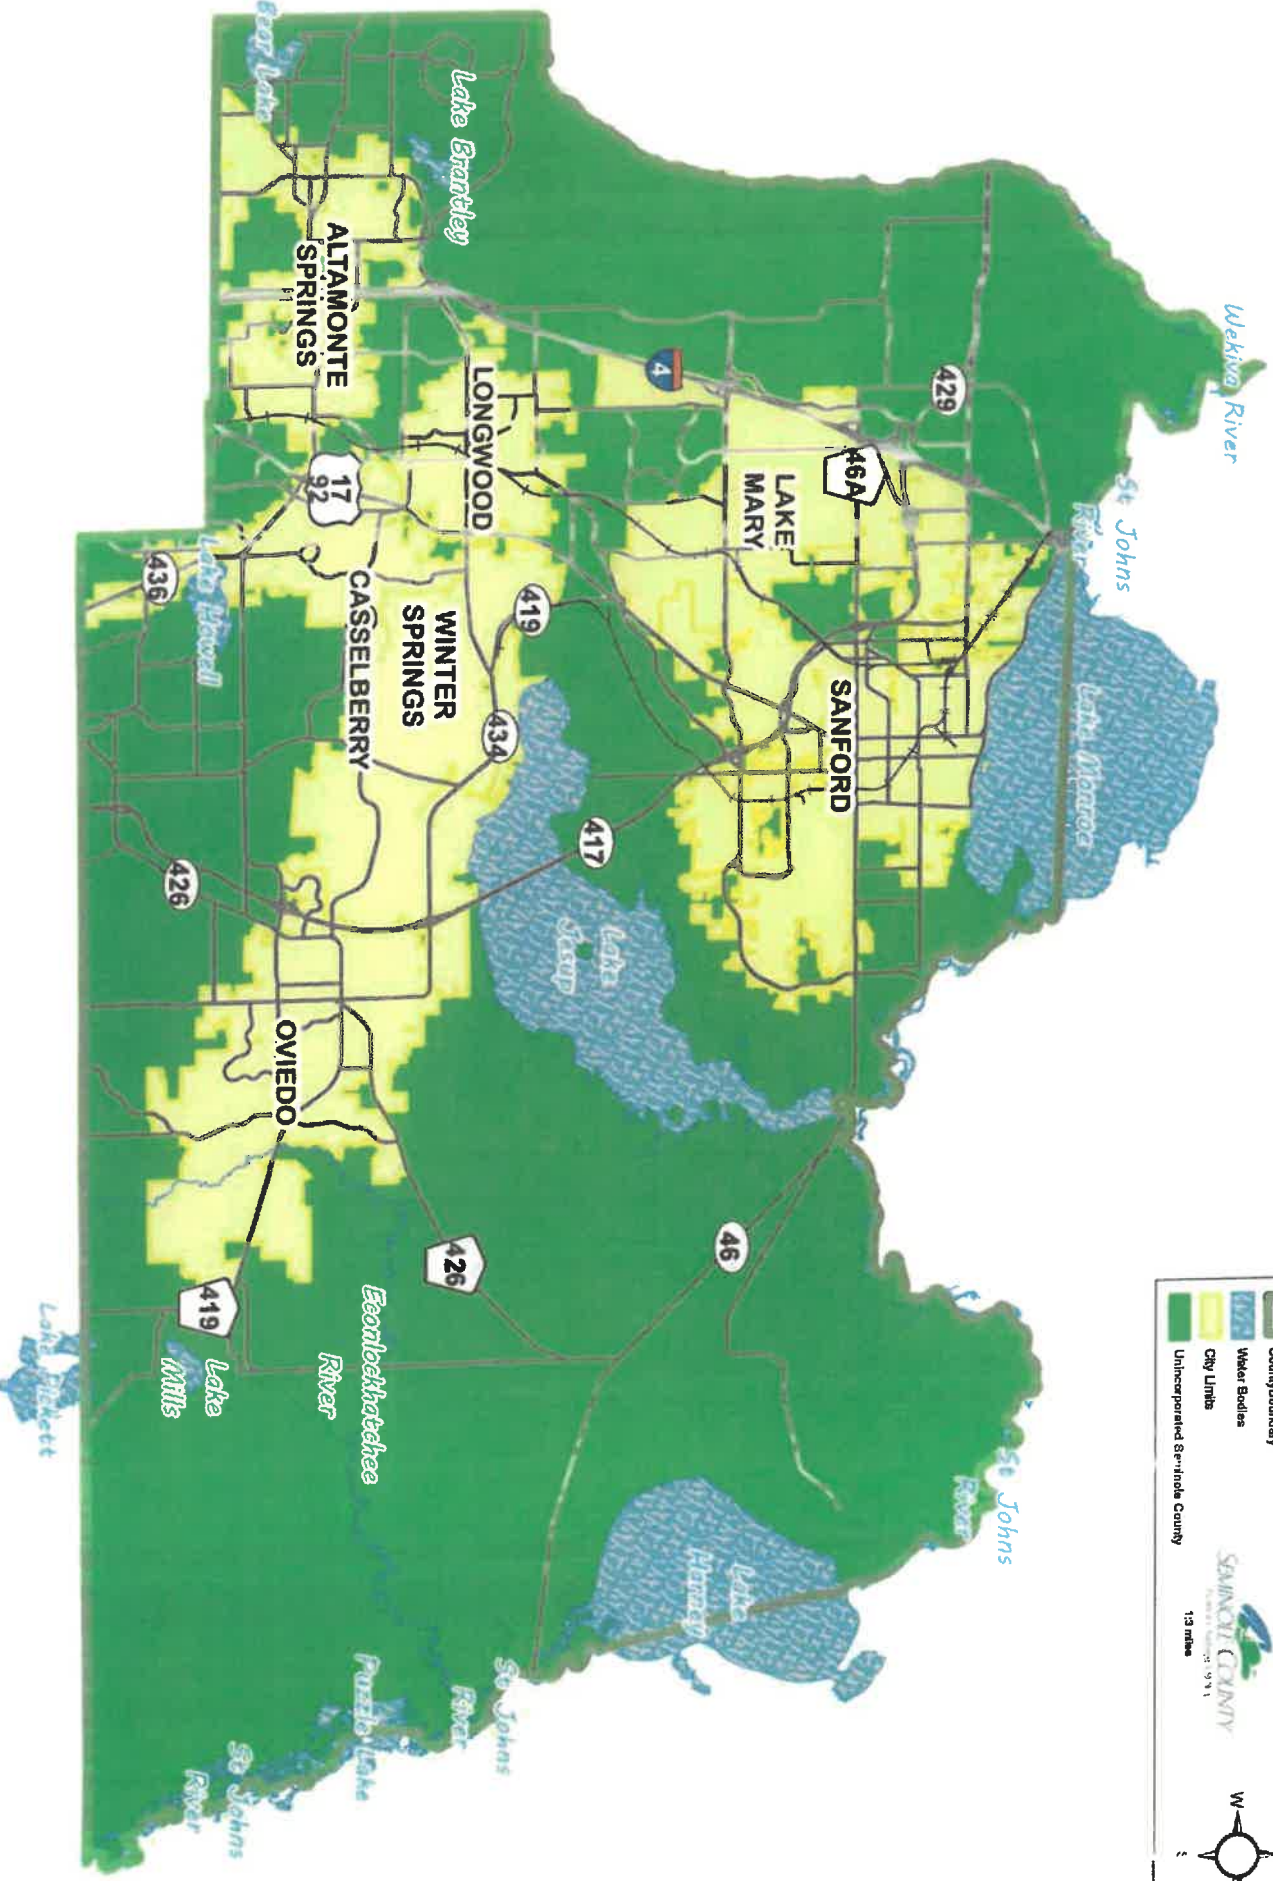 Wekiva River
St Johns
River
Lake Monroe
429
46A
4
LAKE
MARY
SANFORD
Lake Brantley
Bear Lake
ALTAMONTE
SPRINGS
LONGWOOD
17
92
419
WINTER
SPRINGS
434
CASSELBERRY
436
Lake Howell
417
Lake
Jesup
426
OVIEDO
46
426
419
Econlockhatchee
River
Lake
Mills
Lake Pickett
St Johns
River
Lake
Harney
St Johns
River
Puzzle Lake
St Johns
River
Water Bodies
City Limits
Unincorporated Seminole County
SEMINOLE COUNTY
1:3 miles
W